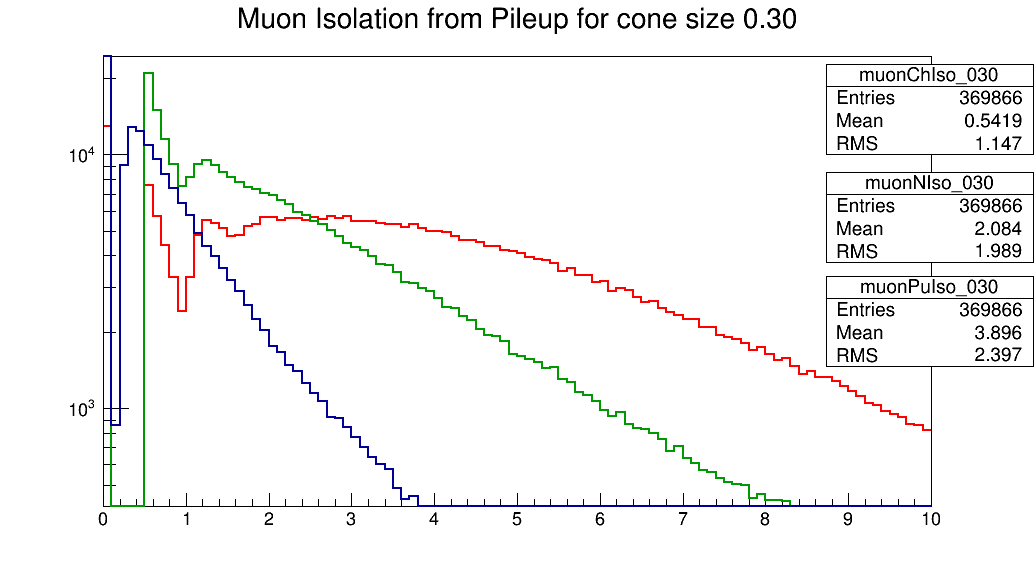 Muon Isolation from Pileup for cone size 0.30
muonChIso_030
Entries 369866
Mean 0.5419
RMS 1.147
muonNIso_030
Entries 369866
Mean 2.084
RMS 1.989
muonPuIso_030
Entries 369866
Mean 3.896
RMS 2.397
10⁴
10³
0 1 2 3 4 5 6 7 8 9 10